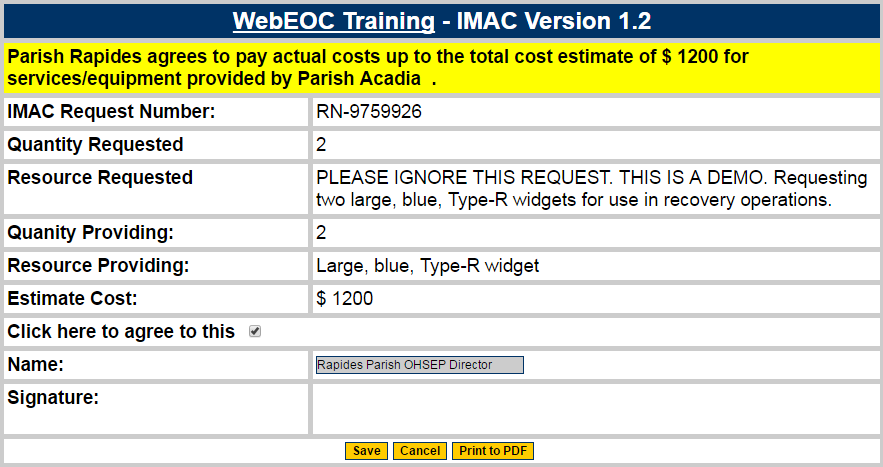 WebEOC Training - IMAC Version 1.2
Parish Rapides agrees to pay actual costs up to the total cost estimate of $ 1200 for
services/equipment provided by Parish Acadia .
IMAC Request Number: RN-9759926
Quantity Requested 2
Resource Requested PLEASE IGNORE THIS REQUEST. THIS IS A DEMO. Requesting
two large, blue, Type-R widgets for use in recovery operations.
Quanity Providing: 2
Resource Providing: Large, blue, Type-R widget
Estimate Cost: $ 1200
Click here to agree to this
Name: Rapides Parish OHSEP Director
Signature:
Save Cancel Print to PDF